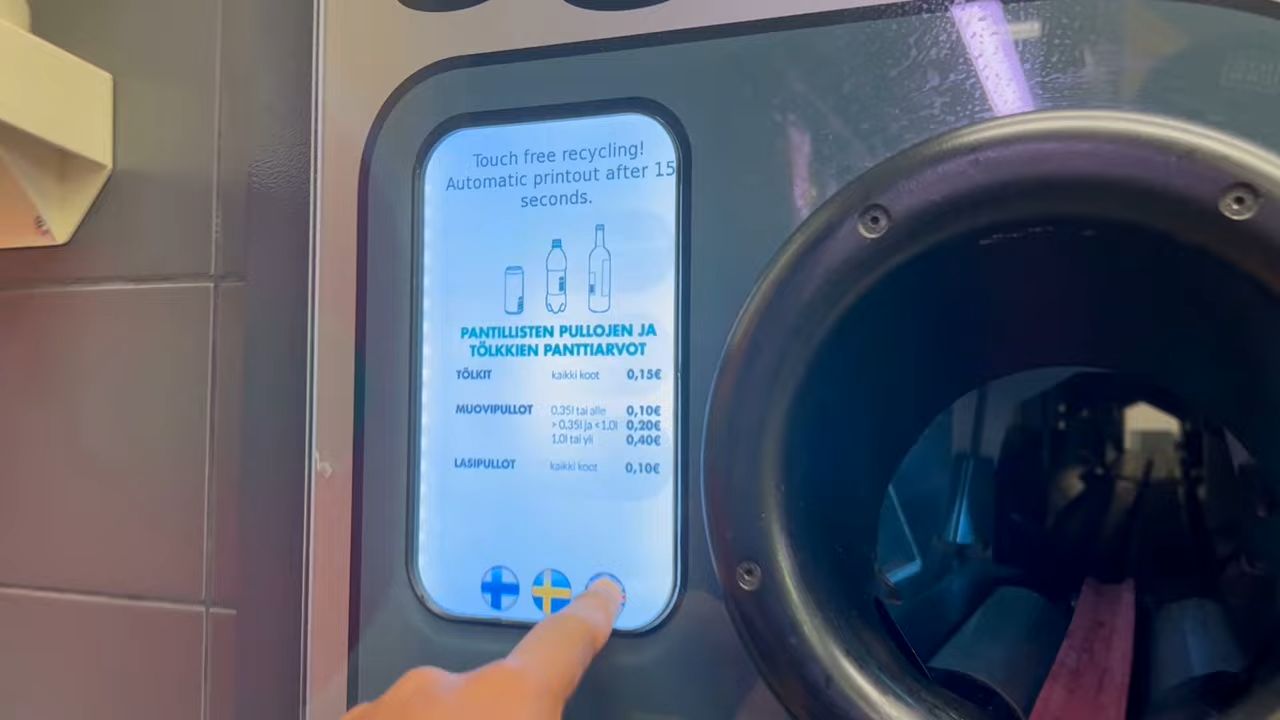 Touch free recycling!
Automatic printout after 15
seconds.
PANTILLISTEN PULLOJEN JA
TÖLKKIEN PANTTIARVOT
TÖLKIT kaikki koot 0,15€
MUOVIPULLOT 0.35l tai alle 0,10€
> 0.35l ja < 1.0l 0,20€
1.0l tai yli 0,40€
LASIPULLOT kaikki koot 0,10€